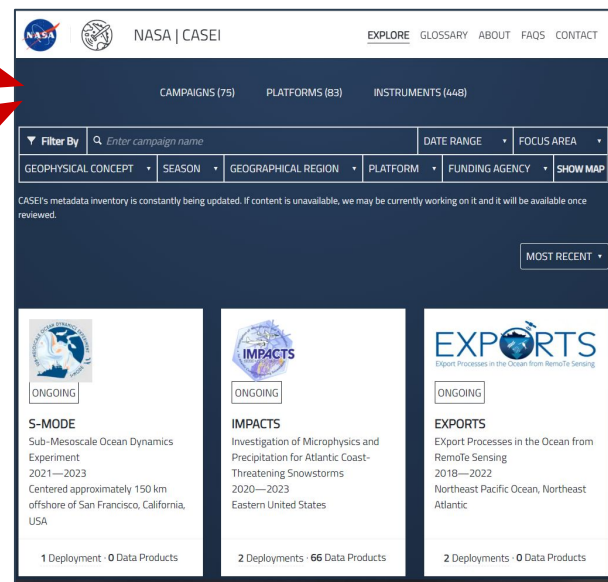 NASA
NASA | CASEI
EXPLORE GLOSSARY ABOUT FAQS CONTACT
CAMPAIGNS (75) PLATFORMS (83) INSTRUMENTS (448)
Filter By Enter campaign name DATE RANGE FOCUS AREA
GEOPHYSICAL CONCEPT SEASON GEOGRAPHICAL REGION PLATFORM FUNDING AGENCY SHOW MAP
CASEI's metadata inventory is constantly being updated. If content is unavailable, we may be currently working on it and it will be available once
reviewed.
MOST RECENT
ONGOING
S-MODE
Sub-Mesoscale Ocean Dynamics
Experiment
2021—2023
Centered approximately 150 km
offshore of San Francisco, California,
USA
1 Deployment · 0 Data Products
IMPACTS
ONGOING
IMPACTS
Investigation of Microphysics and
Precipitation for Atlantic Coast-
Threatening Snowstorms
2020—2023
Eastern United States
2 Deployments · 66 Data Products
EXPORTS
EXport Processes in the Ocean from RemoTe Sensing
ONGOING
EXPORTS
EXport Processes in the Ocean from
RemoTe Sensing
2018—2022
Northeast Pacific Ocean, Northeast
Atlantic
2 Deployments · 0 Data Products